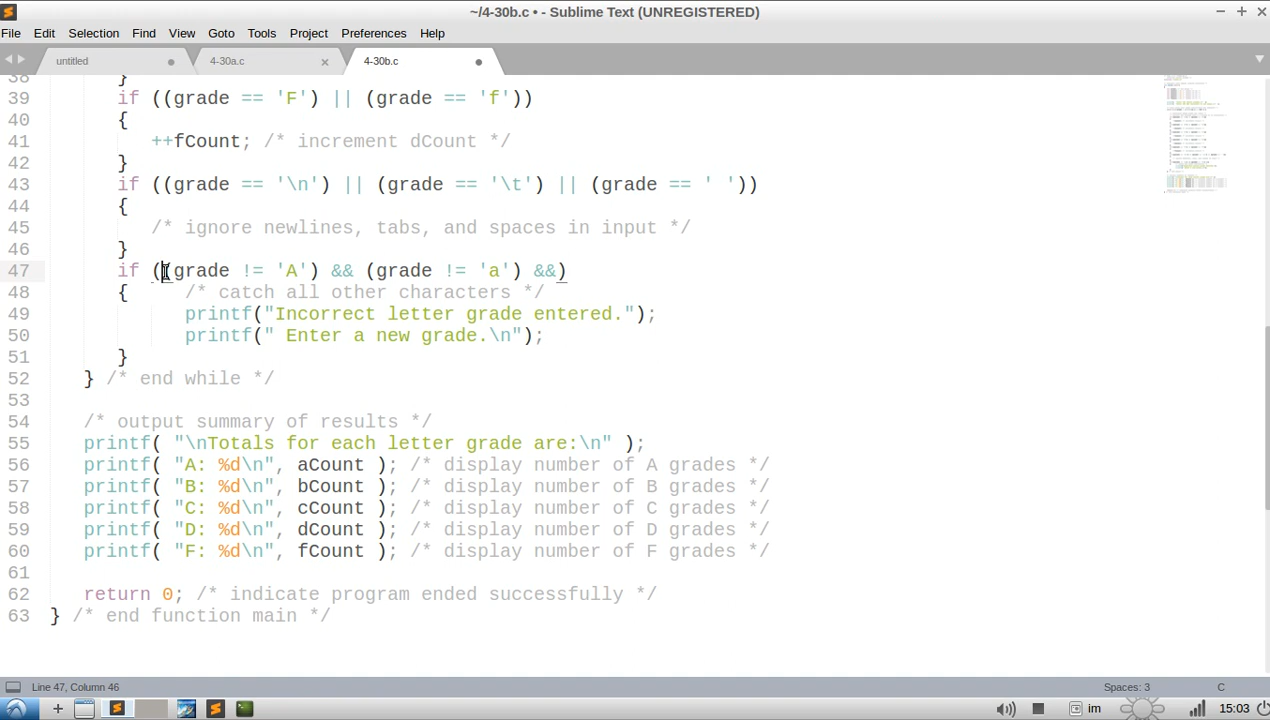 ~/4-30b.c • - Sublime Text (UNREGISTERED)
File Edit Selection Find View Goto Tools Project Preferences Help
untitled 4-30a.c 4-30b.c
38 }
39 if ((grade == 'F') || (grade == 'f'))
40 {
41 ++fCount; /* increment dCount */
42 }
43 if ((grade == '\n') || (grade == '\t') || (grade == ' '))
44 {
45 /* ignore newlines, tabs, and spaces in input */
46 }
47 if ((grade != 'A') && (grade != 'a') &&)
48 { /* catch all other characters */
49 printf("Incorrect letter grade entered.");
50 printf(" Enter a new grade.\n");
51 }
52 } /* end while */
53
54 /* output summary of results */
55 printf( "\nTotals for each letter grade are:\n" );
56 printf( "A: %d\n", aCount ); /* display number of A grades */
57 printf( "B: %d\n", bCount ); /* display number of B grades */
58 printf( "C: %d\n", cCount ); /* display number of C grades */
59 printf( "D: %d\n", dCount ); /* display number of D grades */
60 printf( "F: %d\n", fCount ); /* display number of F grades */
61
62 return 0; /* indicate program ended successfully */
63 } /* end function main */
Line 47, Column 46 Spaces: 3 C
im 15:03